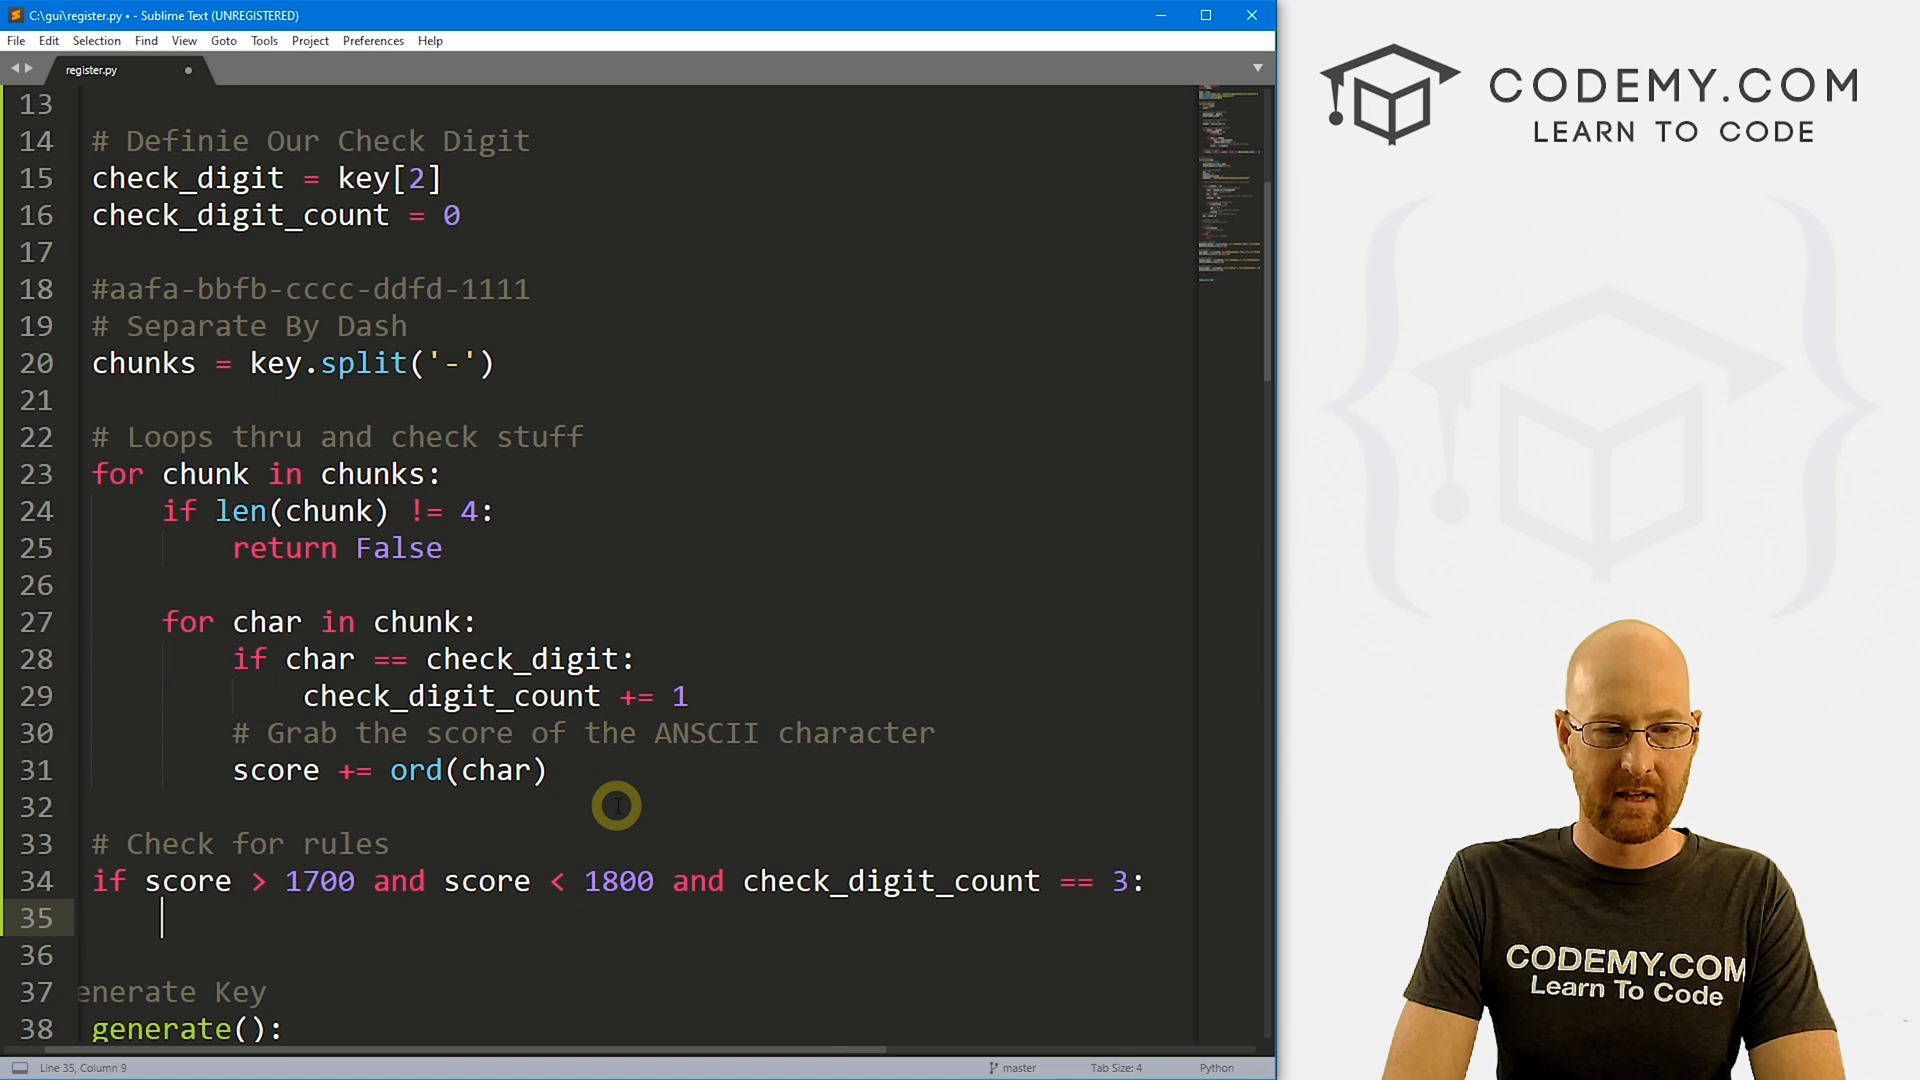 C:\gui\register.py • - Sublime Text (UNREGISTERED)
File Edit Selection Find View Goto Tools Project Preferences Help
register.py
13
14 # Definie Our Check Digit
15 check_digit = key[2]
16 check_digit_count = 0
17
18 #aafa-bbfb-cccc-ddfd-1111
19 # Separate By Dash
20 chunks = key.split('-')
21
22 # Loops thru and check stuff
23 for chunk in chunks:
24 if len(chunk) != 4:
25 return False
26
27 for char in chunk:
28 if char == check_digit:
29 check_digit_count += 1
30 # Grab the score of the ANSCII character
31 score += ord(char)
32
33 # Check for rules
34 if score > 1700 and score < 1800 and check_digit_count == 3:
35
36
37 enerate Key
38 generate():
Line 35, Column 9 master Tab Size: 4 Python
CODEMY.COM
LEARN TO CODE
CODEMY.COM
Learn To Code